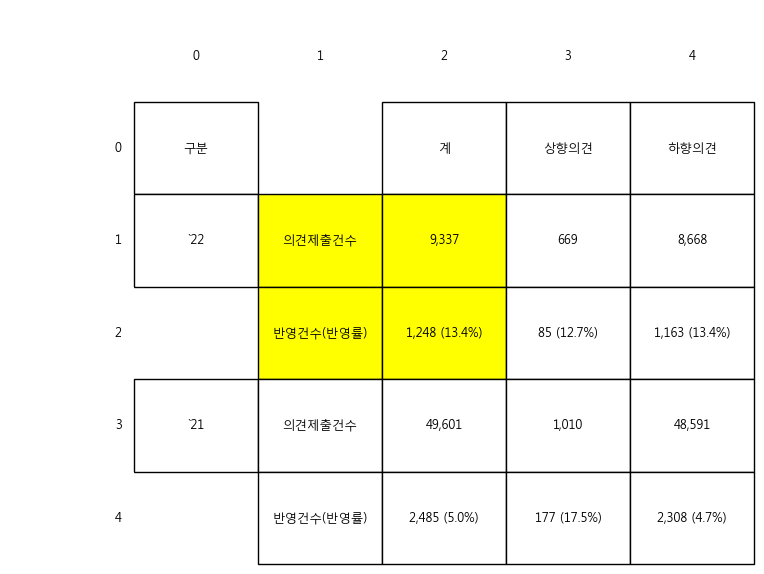 0 1 2 3 4
0 구분 계 상향의견 하향의견
1 `22 의견제출건수 9,337 669 8,668
2 반영건수(반영률) 1,248 (13.4%) 85 (12.7%) 1,163 (13.4%)
3 `21 의견제출건수 49,601 1,010 48,591
4 반영건수(반영률) 2,485 (5.0%) 177 (17.5%) 2,308 (4.7%)